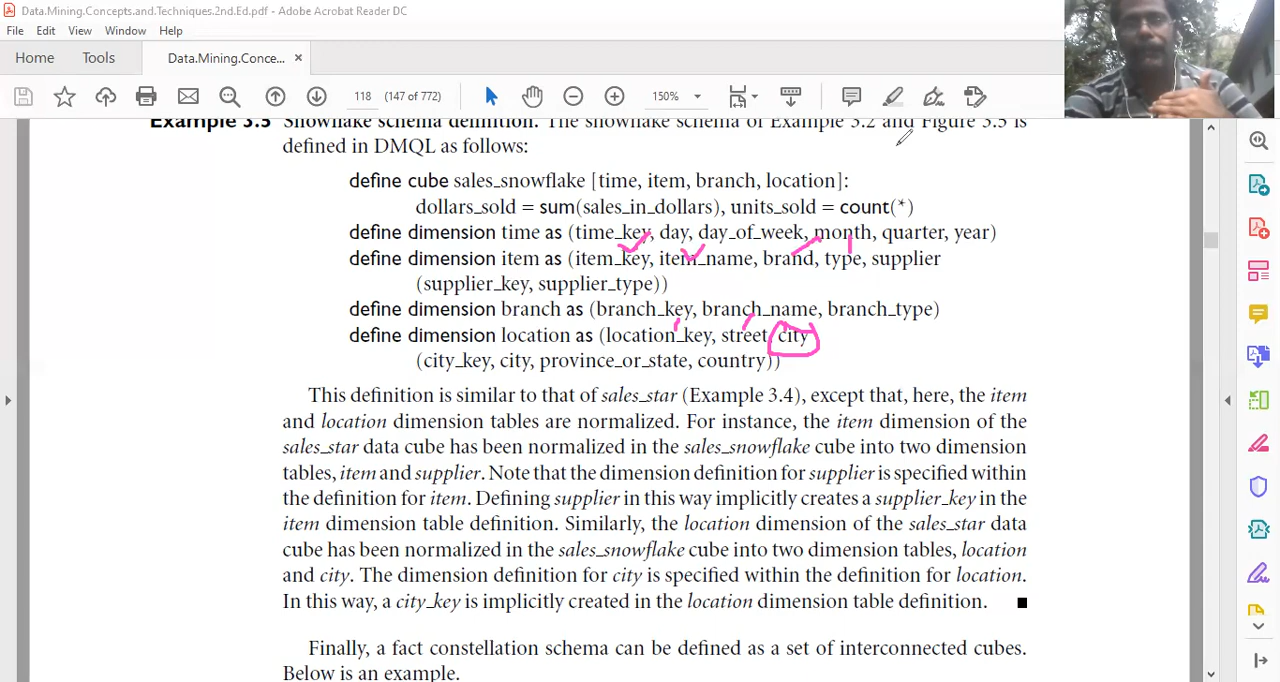 Data.Mining.Concepts.and.Techniques.2nd.Ed.pdf - Adobe Acrobat Reader DC
File Edit View Window Help
Home Tools Data.Mining.Conce... ×
118 (147 of 772) 150%
Example 3.5 Snowflake schema definition. The snowflake schema of Example 3.2 and Figure 3.5 is
defined in DMQL as follows:
define cube sales_snowflake [time, item, branch, location]:
dollars_sold = sum(sales_in_dollars), units_sold = count(*)
define dimension time as (time_key, day, day_of_week, month, quarter, year)
define dimension item as (item_key, item_name, brand, type, supplier
(supplier_key, supplier_type))
define dimension branch as (branch_key, branch_name, branch_type)
define dimension location as (location_key, street, city
(city_key, city, province_or_state, country))
This definition is similar to that of sales_star (Example 3.4), except that, here, the item
and location dimension tables are normalized. For instance, the item dimension of the
sales_star data cube has been normalized in the sales_snowflake cube into two dimension
tables, item and supplier. Note that the dimension definition for supplier is specified within
the definition for item. Defining supplier in this way implicitly creates a supplier_key in the
item dimension table definition. Similarly, the location dimension of the sales_star data
cube has been normalized in the sales_snowflake cube into two dimension tables, location
and city. The dimension definition for city is specified within the definition for location.
In this way, a city_key is implicitly created in the location dimension table definition.
Finally, a fact constellation schema can be defined as a set of interconnected cubes.
Below is an example.